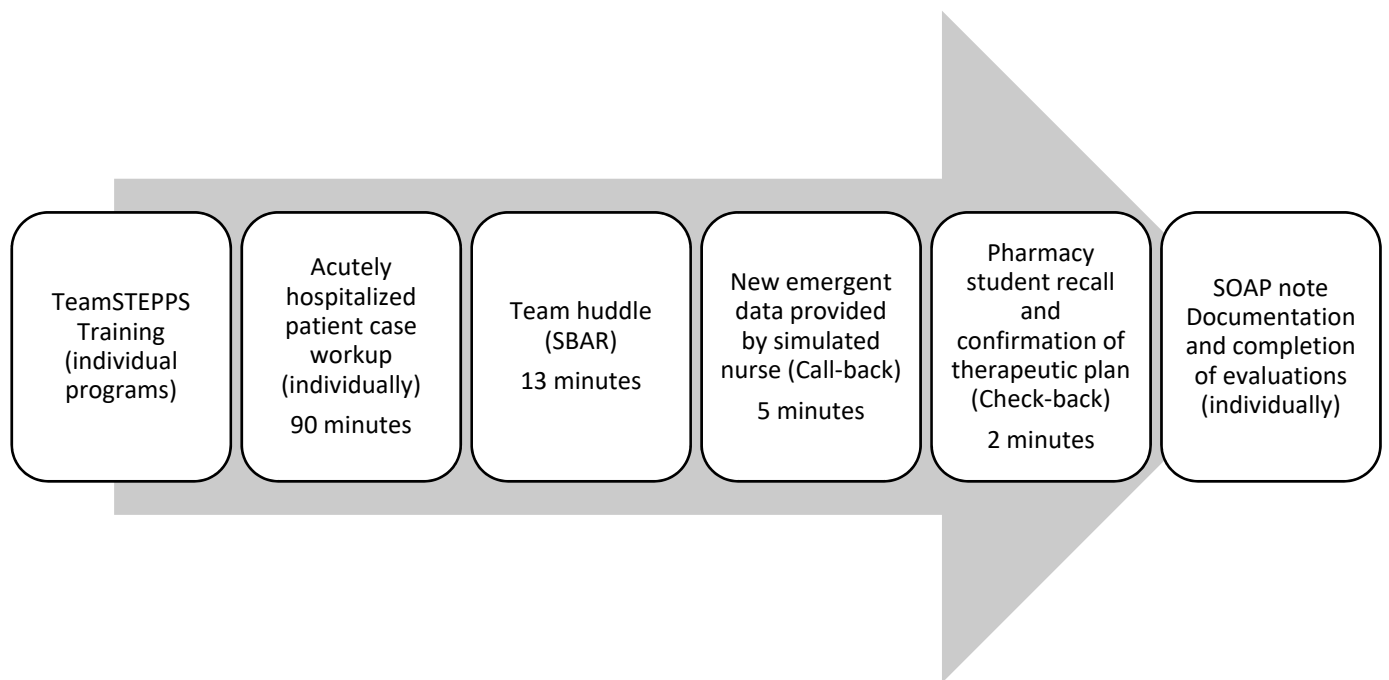 TeamSTEPPS
Training
(individual
programs)
Acutely
hospitalized
patient case
workup
(individually)
90 minutes
Team huddle
(SBAR)
13 minutes
New emergent
data provided
by simulated
nurse (Call-back)
5 minutes
Pharmacy
student recall
and
confirmation of
therapeutic plan
(Check-back)
2 minutes
SOAP note
Documentation
and completion
of evaluations
(individually)